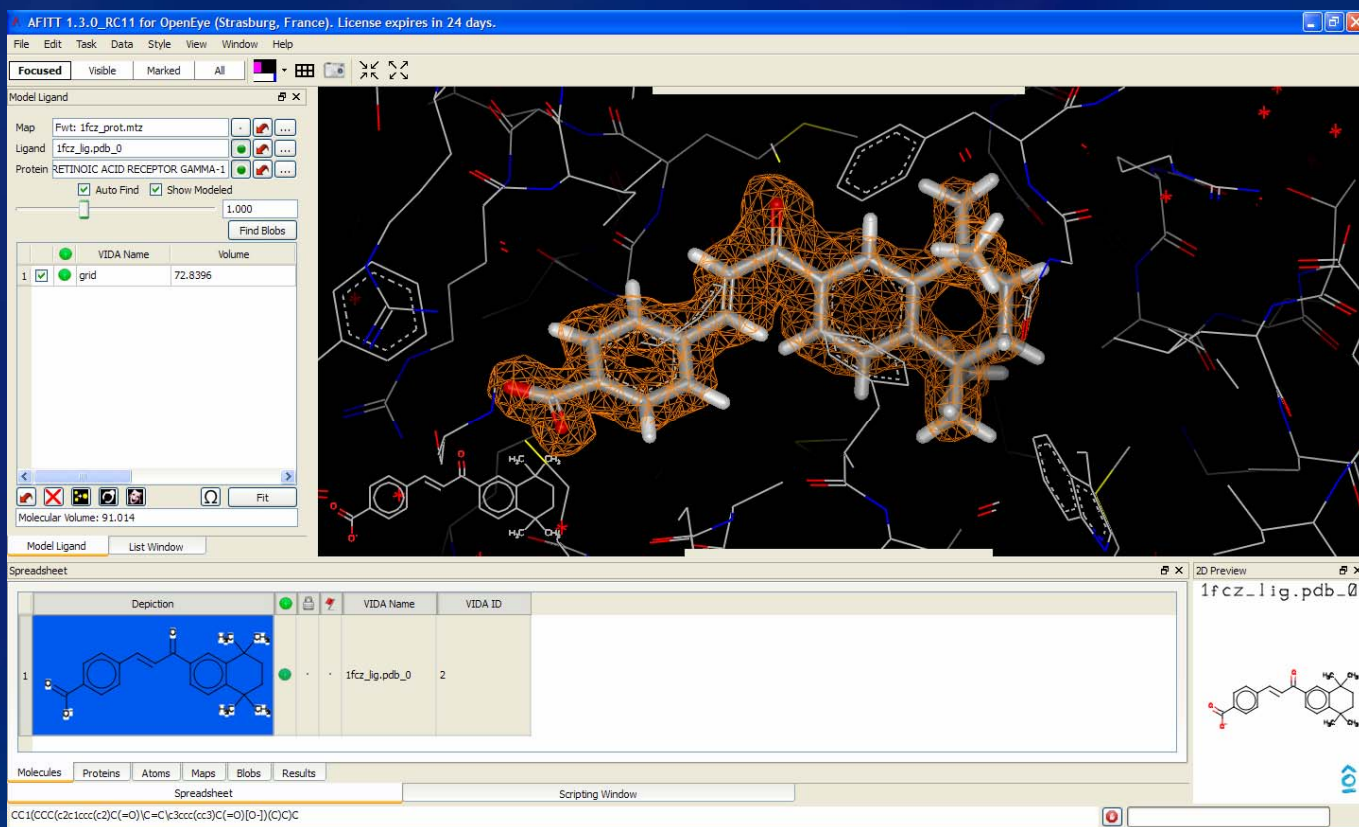 AFITT 1.3.0_RC11 for OpenEye (Strasburg, France). License expires in 24 days.
File Edit Task Data Style View Window Help
Focused Visible Marked All
Model Ligand
Map Fwt: 1fcz_prot.mtz ...
Ligand 1fcz_lig.pdb_0 ...
Protein RETINOIC ACID RECEPTOR GAMMA-1 ...
Auto Find Show Modeled
1.000
Find Blobs
VIDA Name Volume
1 grid 72.8396
Ω Fit
Molecular Volume: 91.014
Model Ligand List Window
H₃C CH₃
O
O
O-
H₃C CH₃
Spreadsheet
Depiction VIDA Name VIDA ID
1 1fcz_lig.pdb_0 2
2D Preview
1fcz_lig.pdb_0
Molecules Proteins Atoms Maps Blobs Results
Spreadsheet Scripting Window
CC1(CCC(c2c1ccc(c2)C(=O)\C=C\c3ccc(cc3)C(=O)[O-])(C)C)C